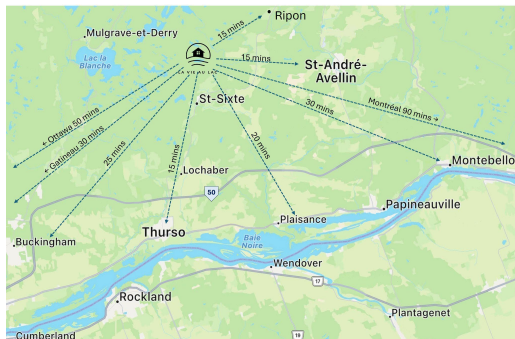 Ripon
15 mins
Mulgrave-et-Derry
Lac la
Blanche
LA VIE AU LAC
15 mins
St-André-
Avellin
St-Sixte
30 mins
Montréal 90 mins →
← Ottawa 50 mins
← Gatineau 30 mins
25 mins
15 mins
20 mins
Lochaber
50
Montebello
Papineauville
Plaisance
Thurso
Baie
Noire
Buckingham
Wendover
17
Rockland
Plantagenet
19
Cumberland